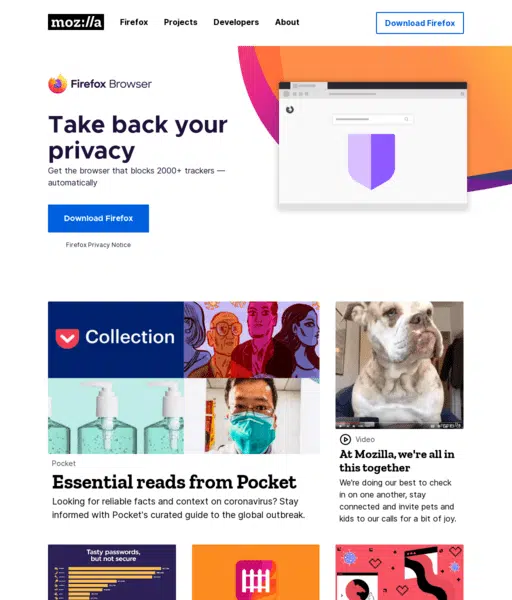 moz://a
Firefox
Projects
Developers
About
Download Firefox
Firefox Browser
Take back your
privacy
Get the browser that blocks 2000+ trackers —
automatically
Download Firefox
Firefox Privacy Notice
Collection
Pocket
Essential reads from Pocket
Looking for reliable facts and context on coronavirus? Stay
informed with Pocket's curated guide to the global outbreak.
Video
At Mozilla, we're all in
this together
We're doing our best to check
in on one another, stay
connected and invite pets and
kids to our calls for a bit of joy.
Tasty passwords,
but not secure